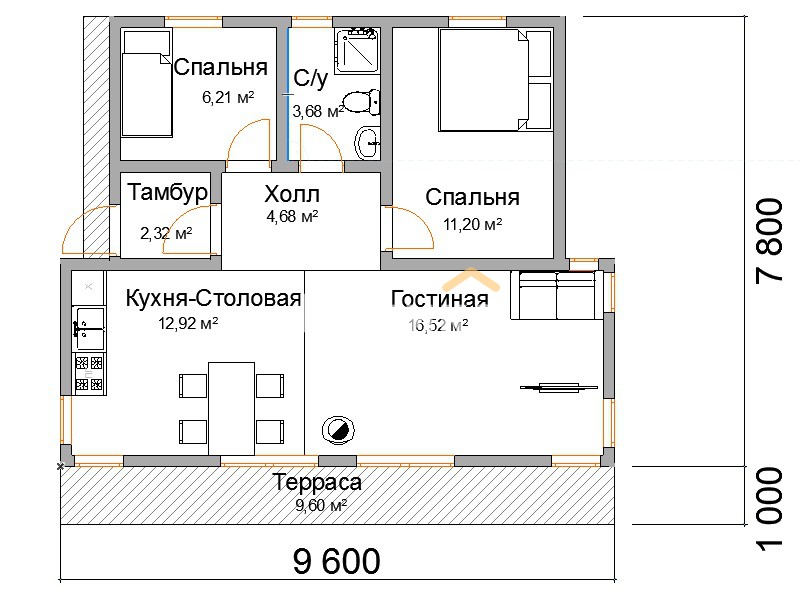 Спальня
6,21 м²
С/у
3,68 м²
Тамбур
2,32 м²
Холл
4,68 м²
Спальня
11,20 м²
Кухня-Столовая
12,92 м²
Гостиная
16,52 м²
Терраса
9,60 м²
9 600
7 800
1 000